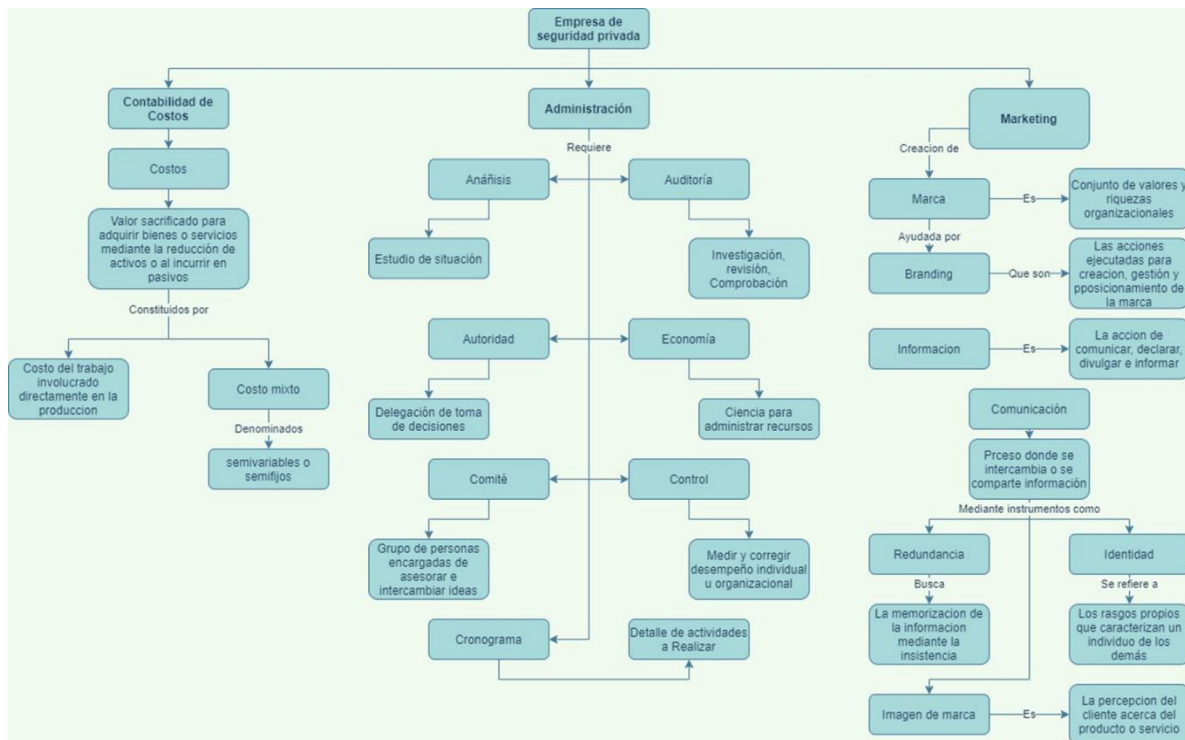 Empresa de
seguridad privada
Contabilidad de
Costos
Costos
Valor sacrificado para
adquirir bienes o servicios
mediante la reducción de
activos o al incurrir en
pasivos
Constituidos por
Costo del trabajo
involucrado
directamente en la
produccion
Costo mixto
Denominados
semivariables o
semifijos
Administración
Requiere
Anáñisis
Auditoría
Estudio de situación
Investigación,
revisión,
Comprobación
Autoridad
Economía
Delegación de toma
de decisiones
Ciencia para
administrar recursos
Comité
Control
Grupo de personas
encargadas de
asesorar e
intercambiar ideas
Medir y corregir
desempeño individual
u organizacional
Cronograma
Detalle de actividades
a Realizar
Marketing
Creacion de
Marca
Es
Conjunto de valores y
riquezas
organizacionales
Ayudada por
Branding
Que son
Las acciones
ejecutadas para
creacion, gestión y
pposicionamiento de
la marca
Informacion
Es
La accion de
comunicar, declarar,
divulgar e informar
Comunicación
Prceso donde se
intercambia o se
comparte información
Mediante instrumentos como
Redundancia
Busca
La memorizacion de
la informacion
mediante la
insistencia
Identidad
Se refiere a
Los rasgos propios
que caracterizan un
individuo de los
demás
Imagen de marca
Es
La percepcion del
cliente acerca del
producto o servicio